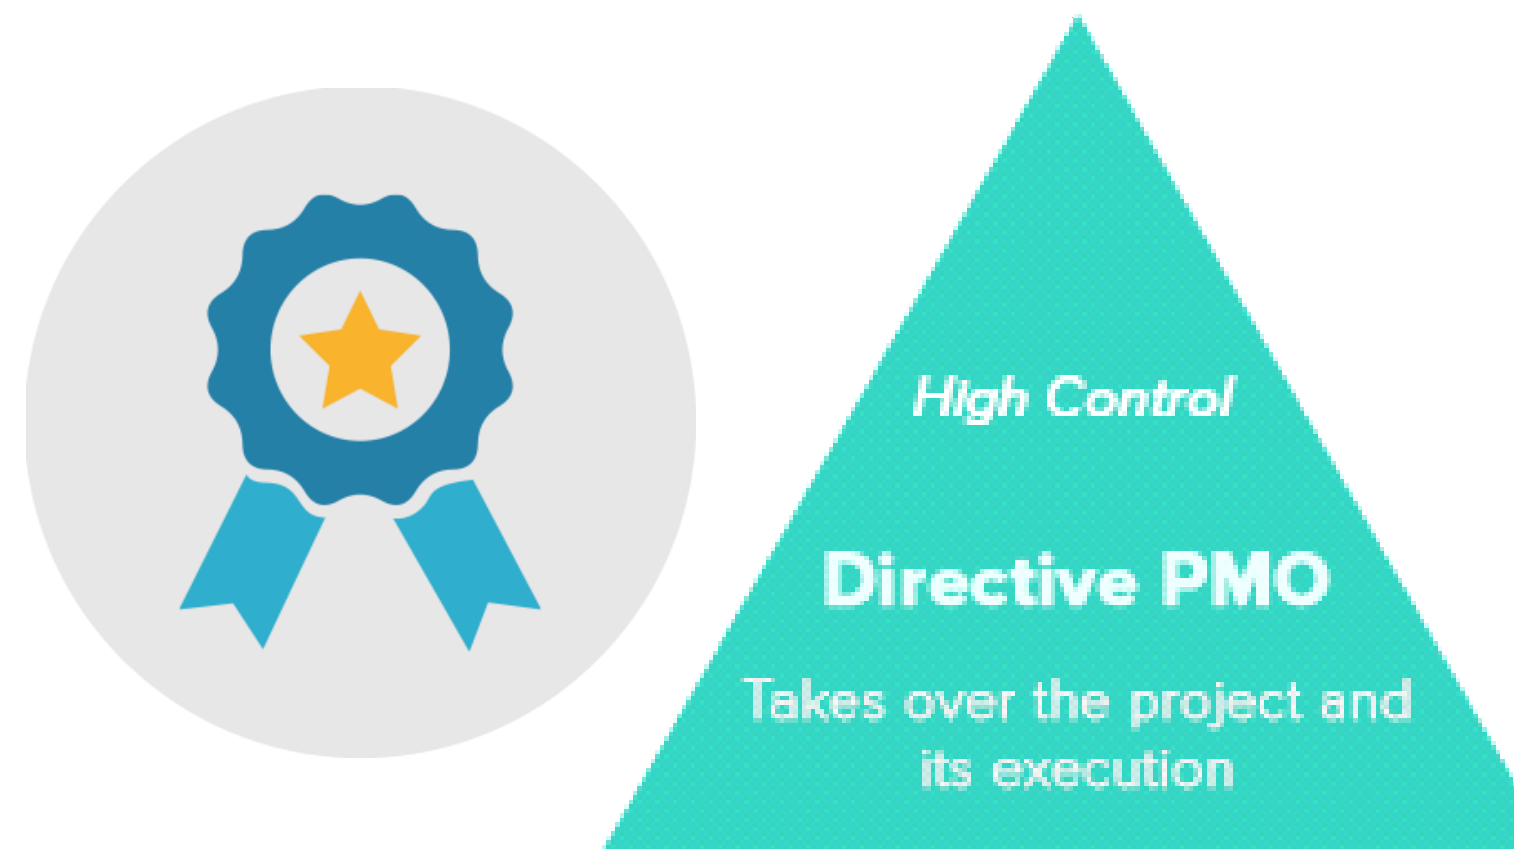 High Control
Directive PMO
Takes over the project and
its execution